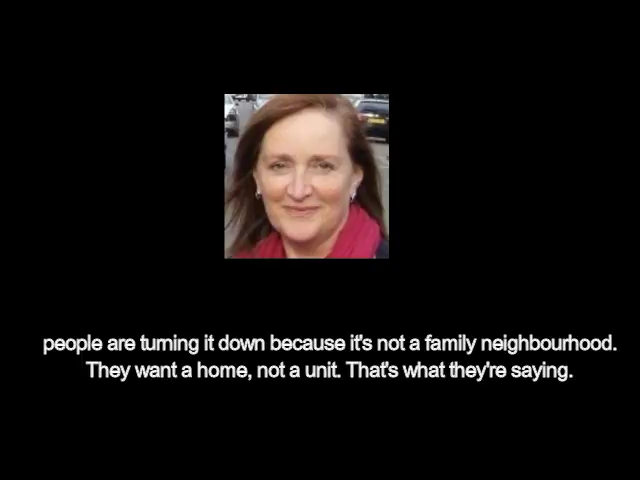 people are turning it down because it's not a family neighbourhood.
They want a home, not a unit. That's what they're saying.